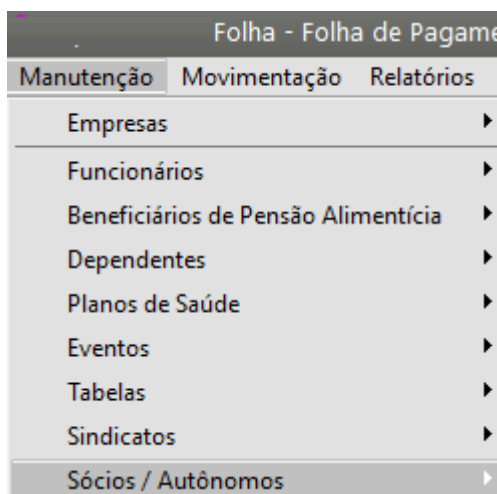 Folha - Folha de Pagame
Manutenção Movimentação Relatórios
Empresas
Funcionários
Beneficiários de Pensão Alimentícia
Dependentes
Planos de Saúde
Eventos
Tabelas
Sindicatos
Sócios / Autônomos